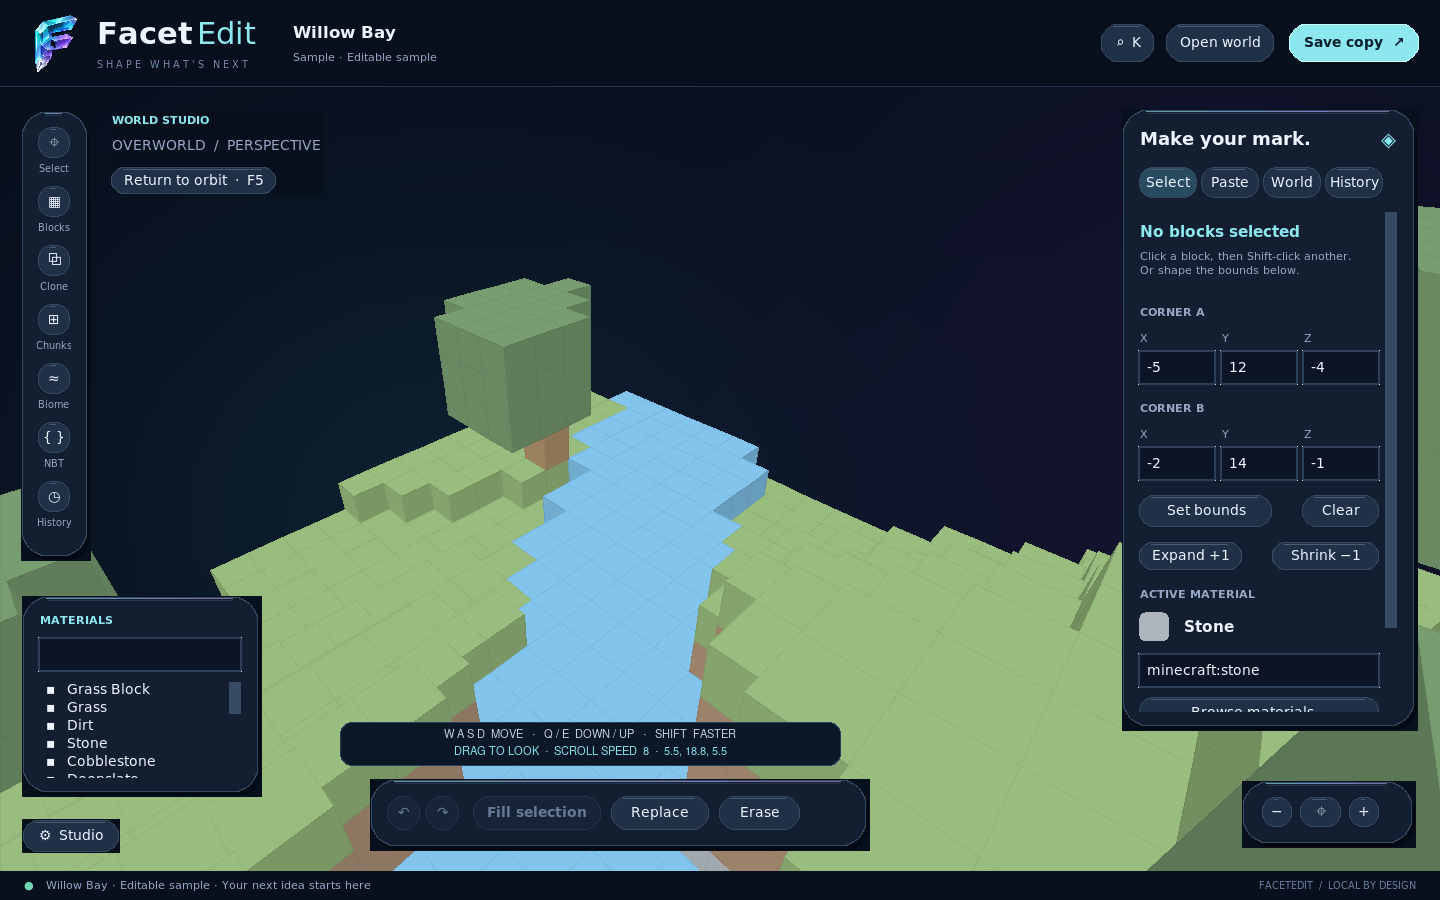 FacetEdit
SHAPE WHAT'S NEXT
Willow Bay
Sample · Editable sample
K
Open world
Save copy ↗
WORLD STUDIO
OVERWORLD / PERSPECTIVE
Return to orbit · F5
Select
Blocks
Clone
Chunks
Biome
{ }
NBT
History
MATERIALS
Grass Block
Grass
Dirt
Stone
Cobblestone
Deepslate
Studio
Make your mark.
Select Paste World History
No blocks selected
Click a block, then Shift-click another.
Or shape the bounds below.
CORNER A
X Y Z
-5 12 -4
CORNER B
X Y Z
-2 14 -1
Set bounds Clear
Expand +1 Shrink −1
ACTIVE MATERIAL
Stone
minecraft:stone
Browse materials
W A S D MOVE · Q / E DOWN / UP · SHIFT FASTER
DRAG TO LOOK · SCROLL SPEED 8 · 5.5, 18.8, 5.5
Fill selection Replace Erase
− +
Willow Bay · Editable sample · Your next idea starts here
FACETEDIT / LOCAL BY DESIGN